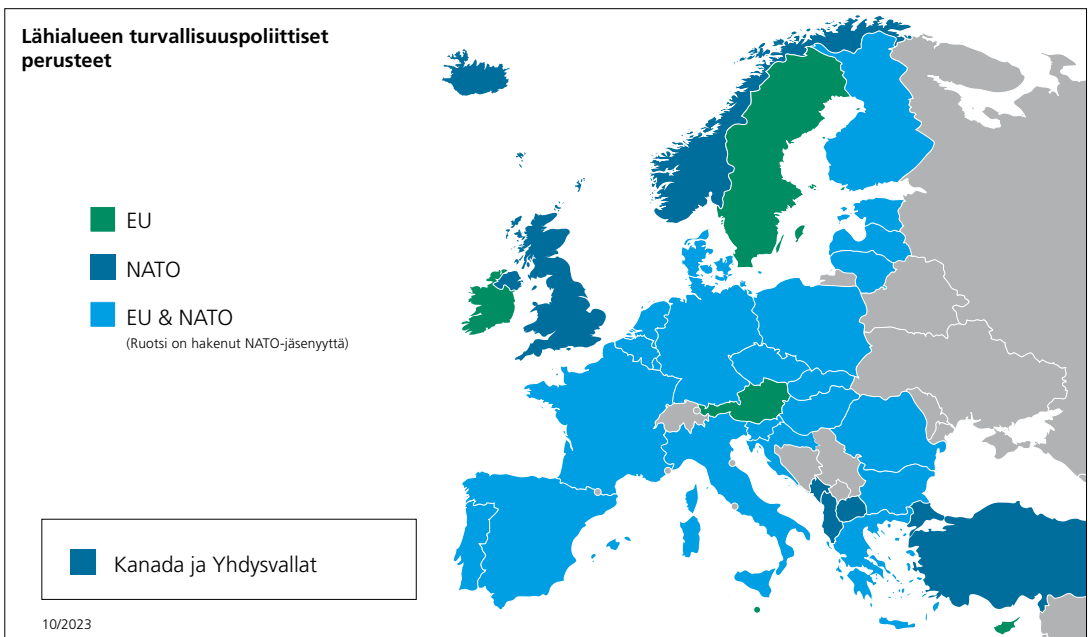 Lähialueen turvallisuuspoliittiset
perusteet
EU
NATO
EU & NATO
(Ruotsi on hakenut NATO-jäsenyyttä)
Kanada ja Yhdysvallat
10/2023